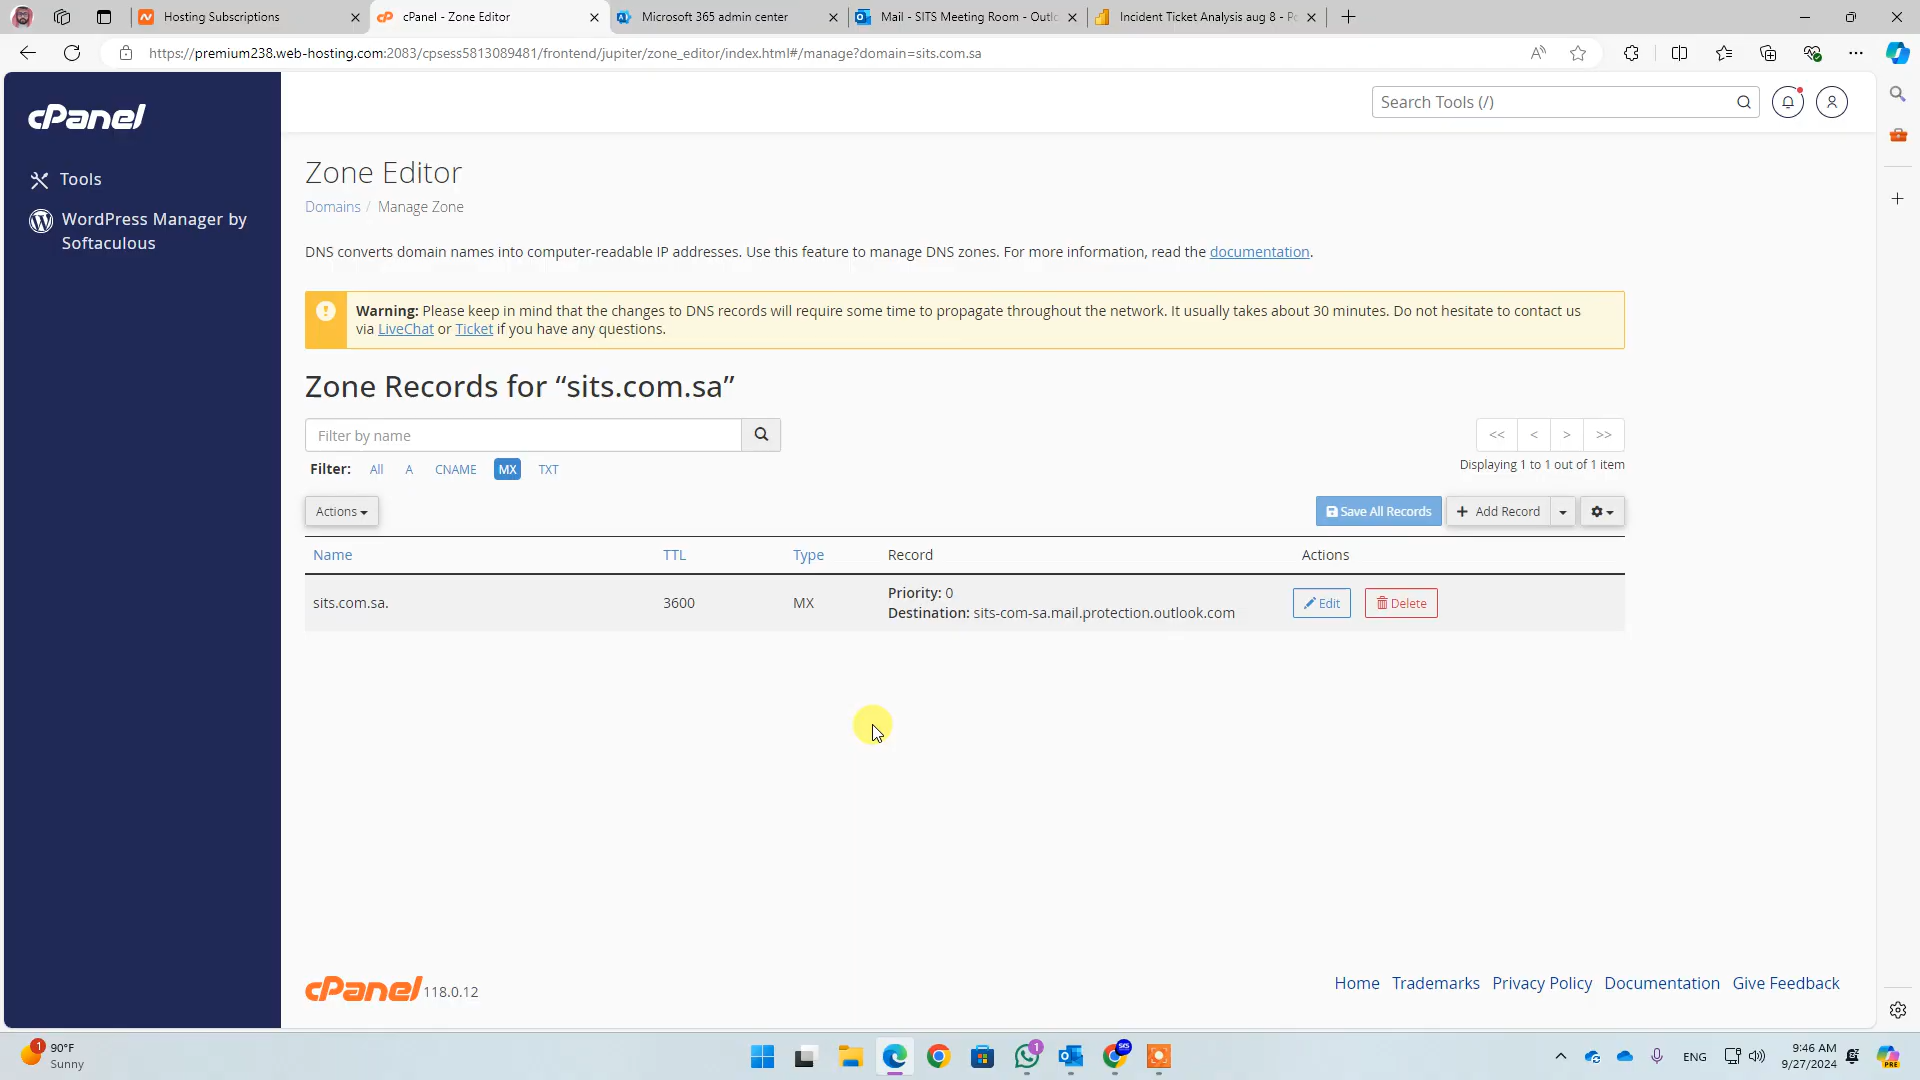 Hosting Subscriptions
cPanel - Zone Editor
Microsoft 365 admin center
Mail - SITS Meeting Room - Outlo
Incident Ticket Analysis aug 8 - Po
https://premium238.web-hosting.com:2083/cpsess5813089481/frontend/jupiter/zone_editor/index.html#/manage?domain=sits.com.sa
cPanel
Search Tools (/)
Tools
WordPress Manager by
Softaculous
Zone Editor
Domains / Manage Zone
DNS converts domain names into computer-readable IP addresses. Use this feature to manage DNS zones. For more information, read the documentation.
Warning: Please keep in mind that the changes to DNS records will require some time to propagate throughout the network. It usually takes about 30 minutes. Do not hesitate to contact us
via LiveChat or Ticket if you have any questions.
Zone Records for “sits.com.sa”
Filter by name
<< < > >>
Filter: All A CNAME MX TXT
Displaying 1 to 1 out of 1 item
Actions
Save All Records
+ Add Record
Name TTL Type Record Actions
sits.com.sa. 3600 MX
Priority: 0
Destination: sits-com-sa.mail.protection.outlook.com
Edit
Delete
cPanel 118.0.12
Home Trademarks Privacy Policy Documentation Give Feedback
1
90°F
Sunny
1
SKS
ENG
9:46 AM
9/27/2024
PRE